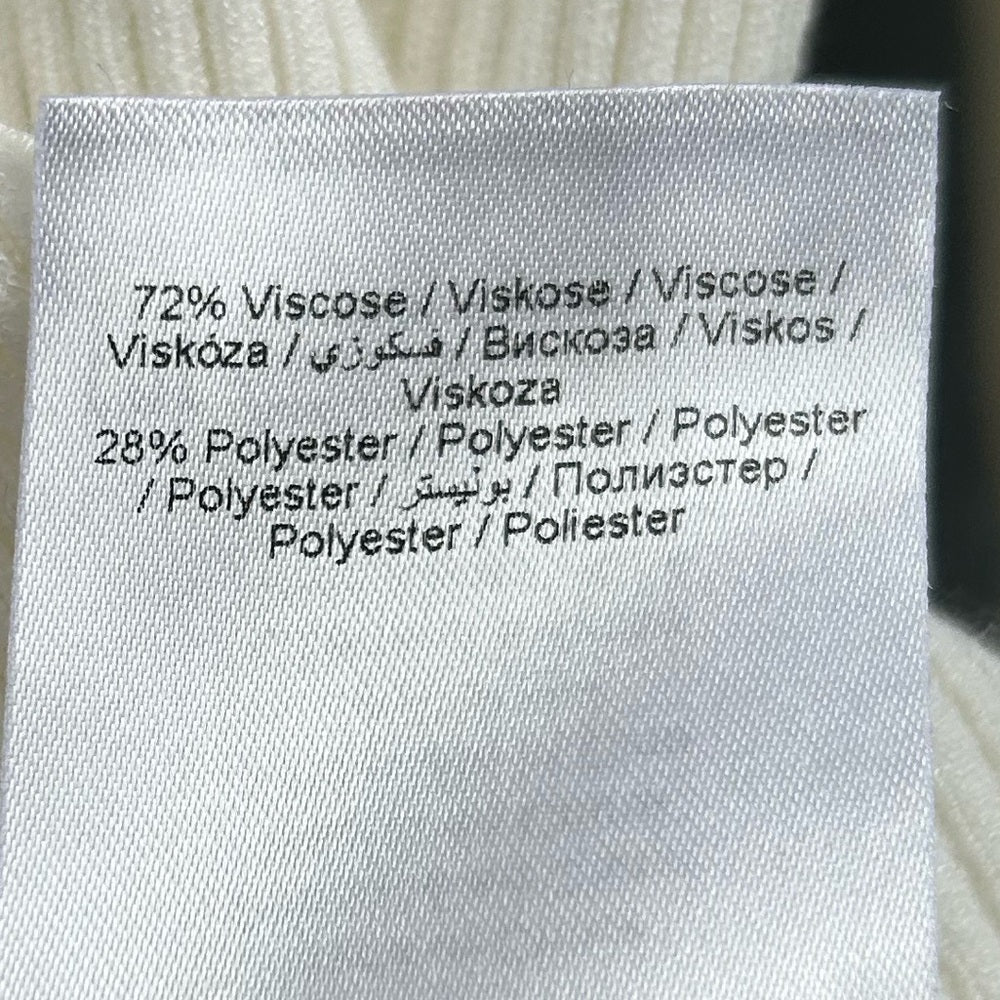 72% Viscose / Viskose / Viscose /
Viskóza / فسكوزي / Вискоза / Viskos /
Viskoza
28% Polyester / Polyester / Polyester
/ Polyester / بوليستر / Полиэстер /
Polyester / Poliester